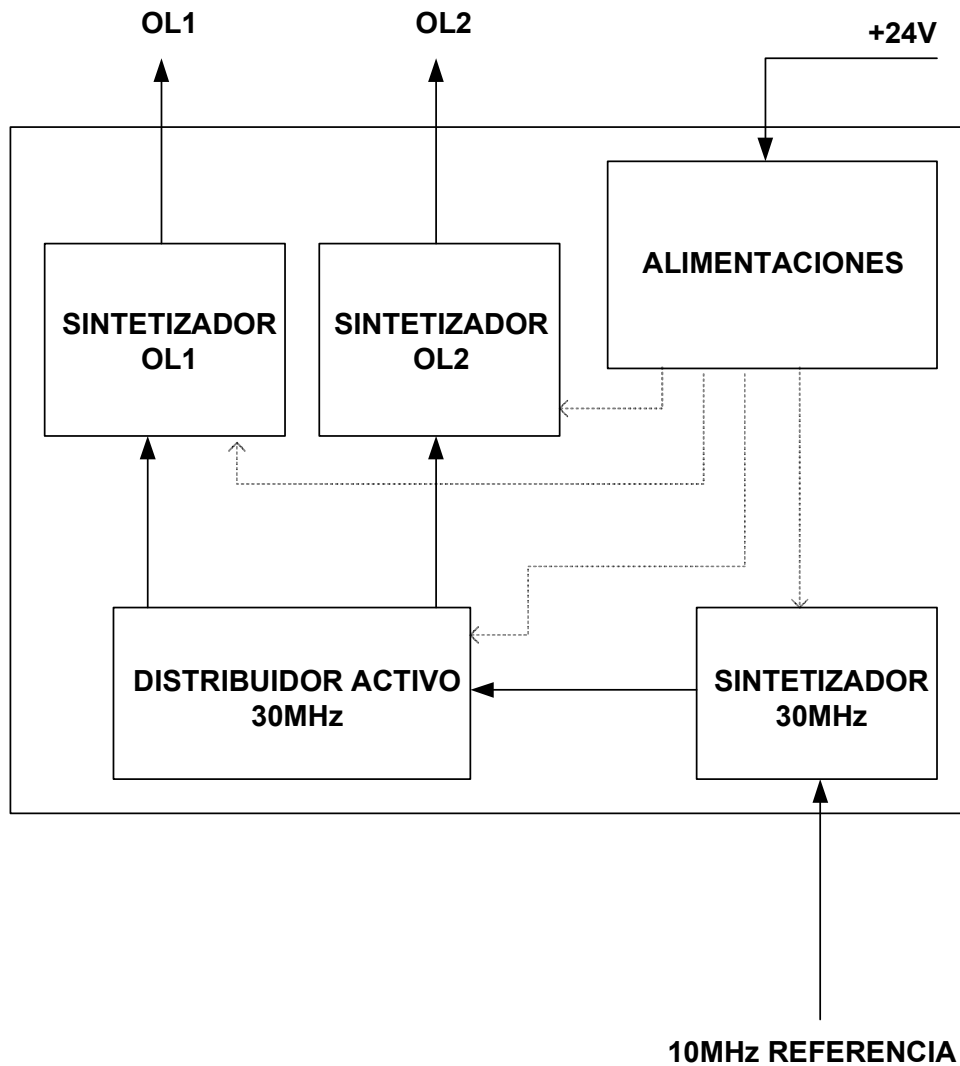 OL1
OL2
+24V
ALIMENTACIONES
SINTETIZADOR
OL1
SINTETIZADOR
OL2
DISTRIBUIDOR ACTIVO
30MHz
SINTETIZADOR
30MHz
10MHz REFERENCIA